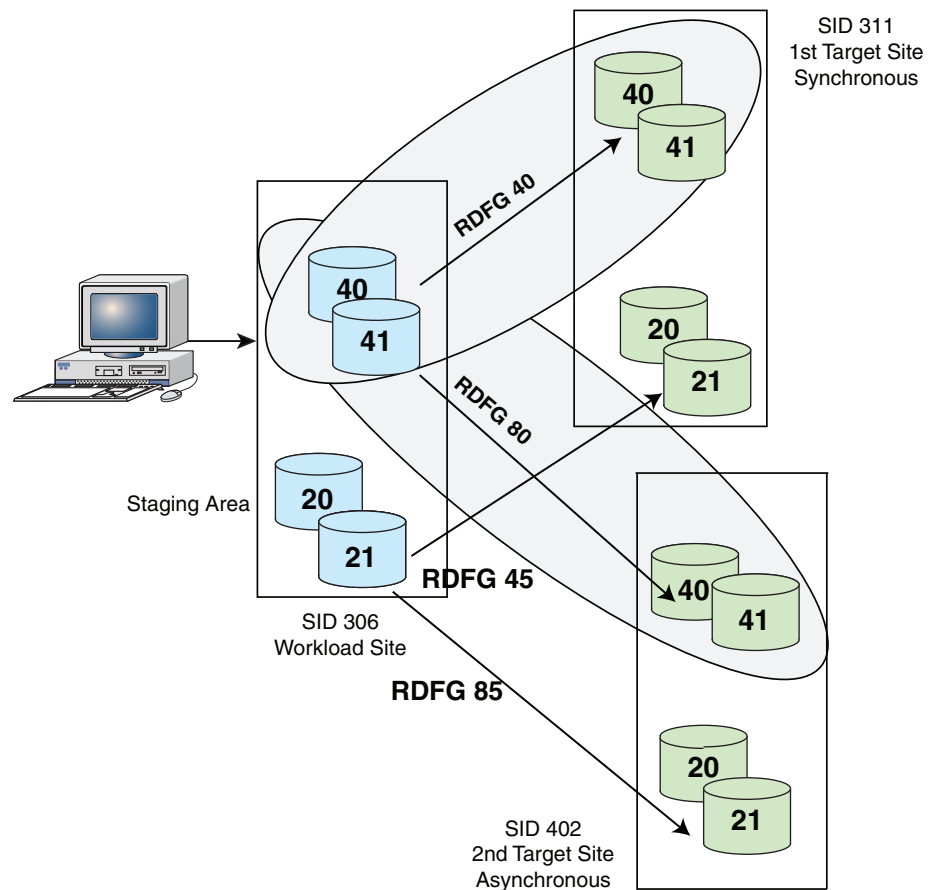 SID 311
1st Target Site
Synchronous
40
41
RDFG 40
40
41
20
21
RDFG 80
Staging Area
20
21
RDFG 45
40
41
SID 306
Workload Site
RDFG 85
20
21
SID 402
2nd Target Site
Asynchronous